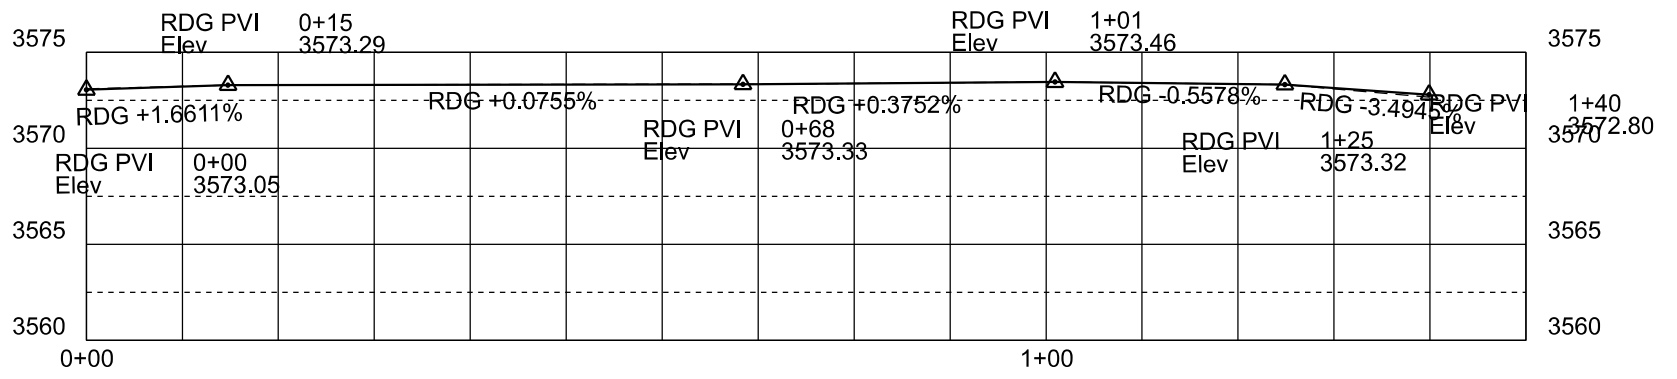 RDG PVI 0+15
Elev 3573.29
RDG PVI 1+01
Elev 3573.46
3575
3575
RDG +1.6611%
RDG +0.0755%
RDG +0.3752%
RDG -0.5578%
RDG -3.4945%
RDG PVI 1+40
Elev 3572.80
RDG PVI 0+68
Elev 3573.33
RDG PVI 1+25
Elev 3573.32
3570
3570
RDG PVI 0+00
Elev 3573.05
3565
3565
3560
3560
0+00
1+00